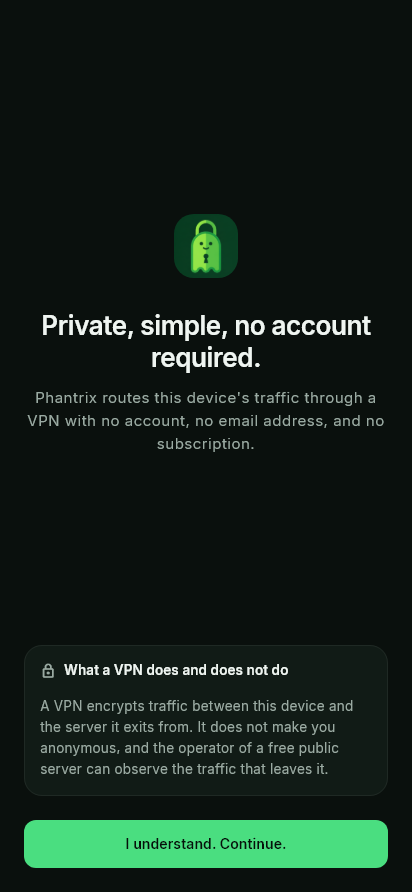 Private, simple, no account
required.
Phantrix routes this device's traffic through a
VPN with no account, no email address, and no
subscription.
What a VPN does and does not do
A VPN encrypts traffic between this device and
the server it exits from. It does not make you
anonymous, and the operator of a free public
server can observe the traffic that leaves it.
I understand. Continue.